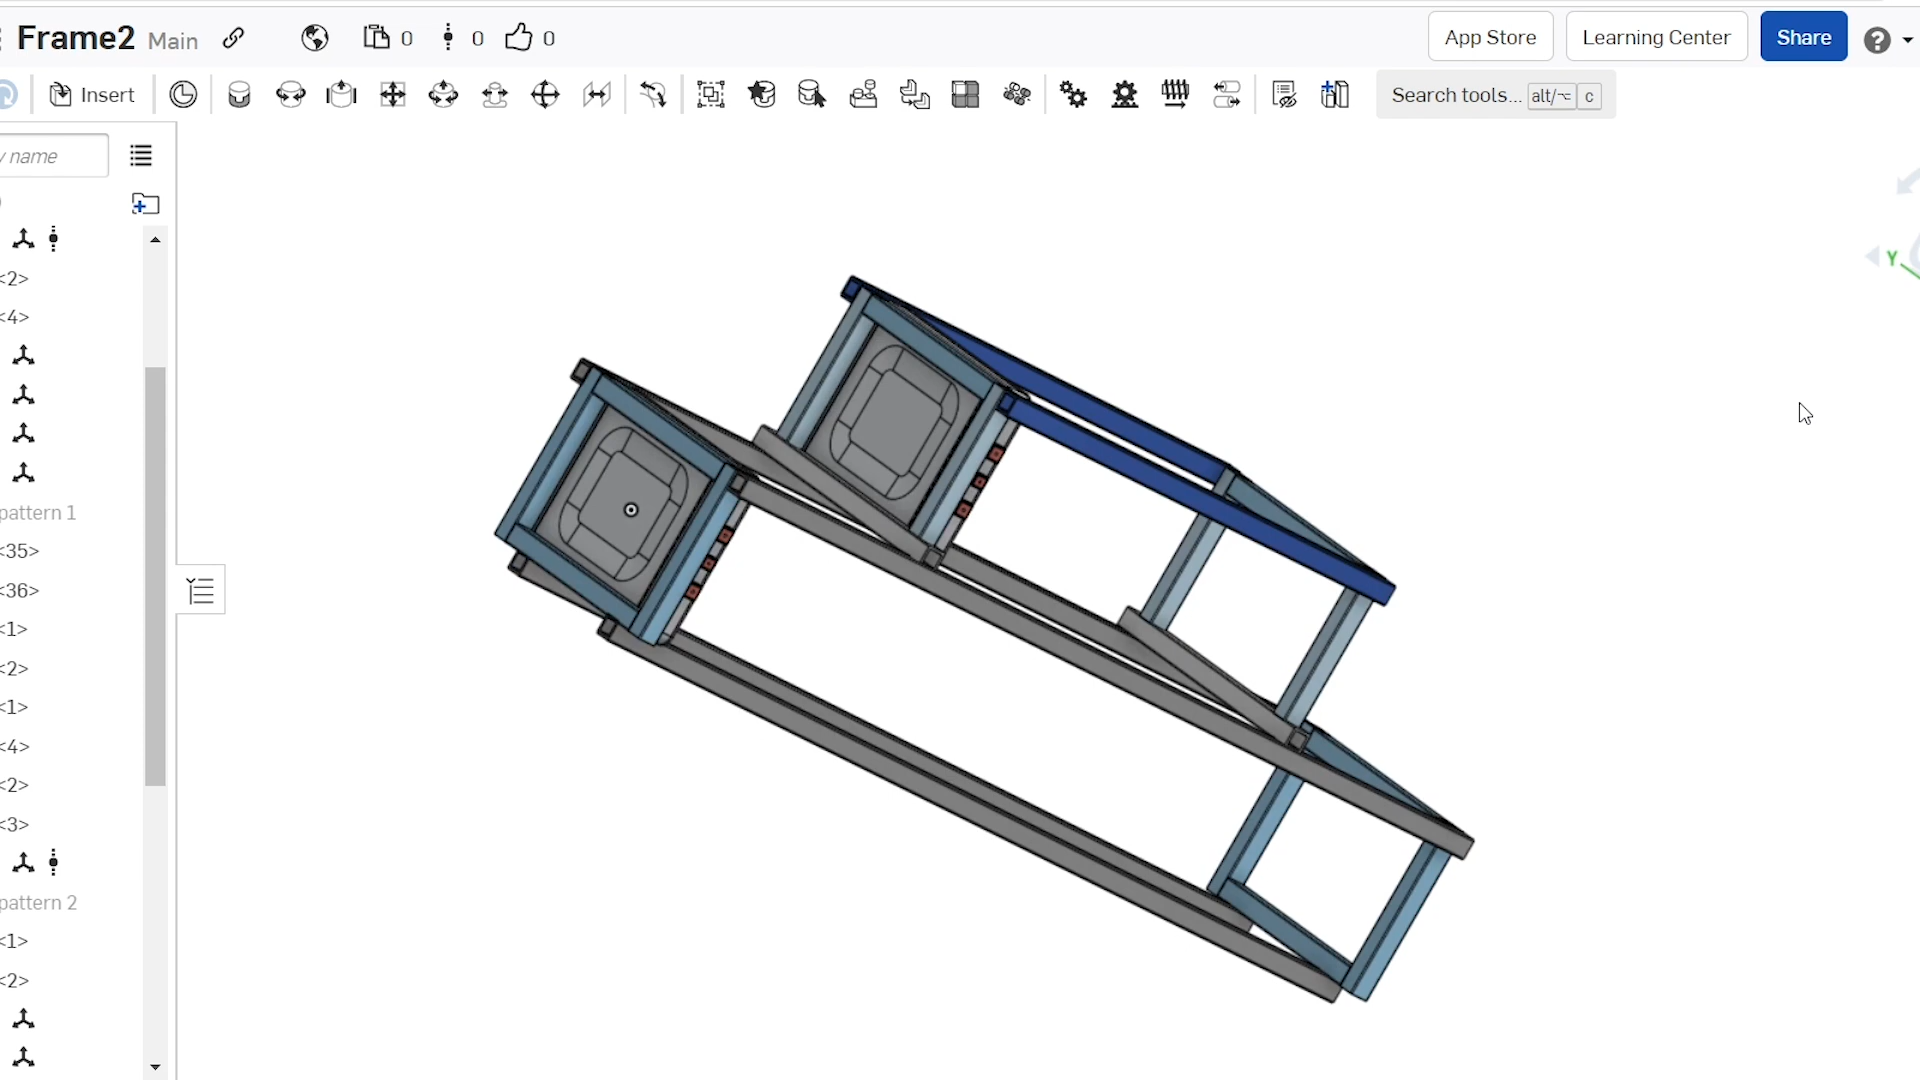 Frame2 Main 0 0 0 App Store Learning Center Share ?
Insert Search tools... alt/⌥ c
y name
<2>
<4>
pattern 1
<35>
<36>
<1>
<2>
<1>
<4>
<2>
<3>
pattern 2
<1>
<2>
Y